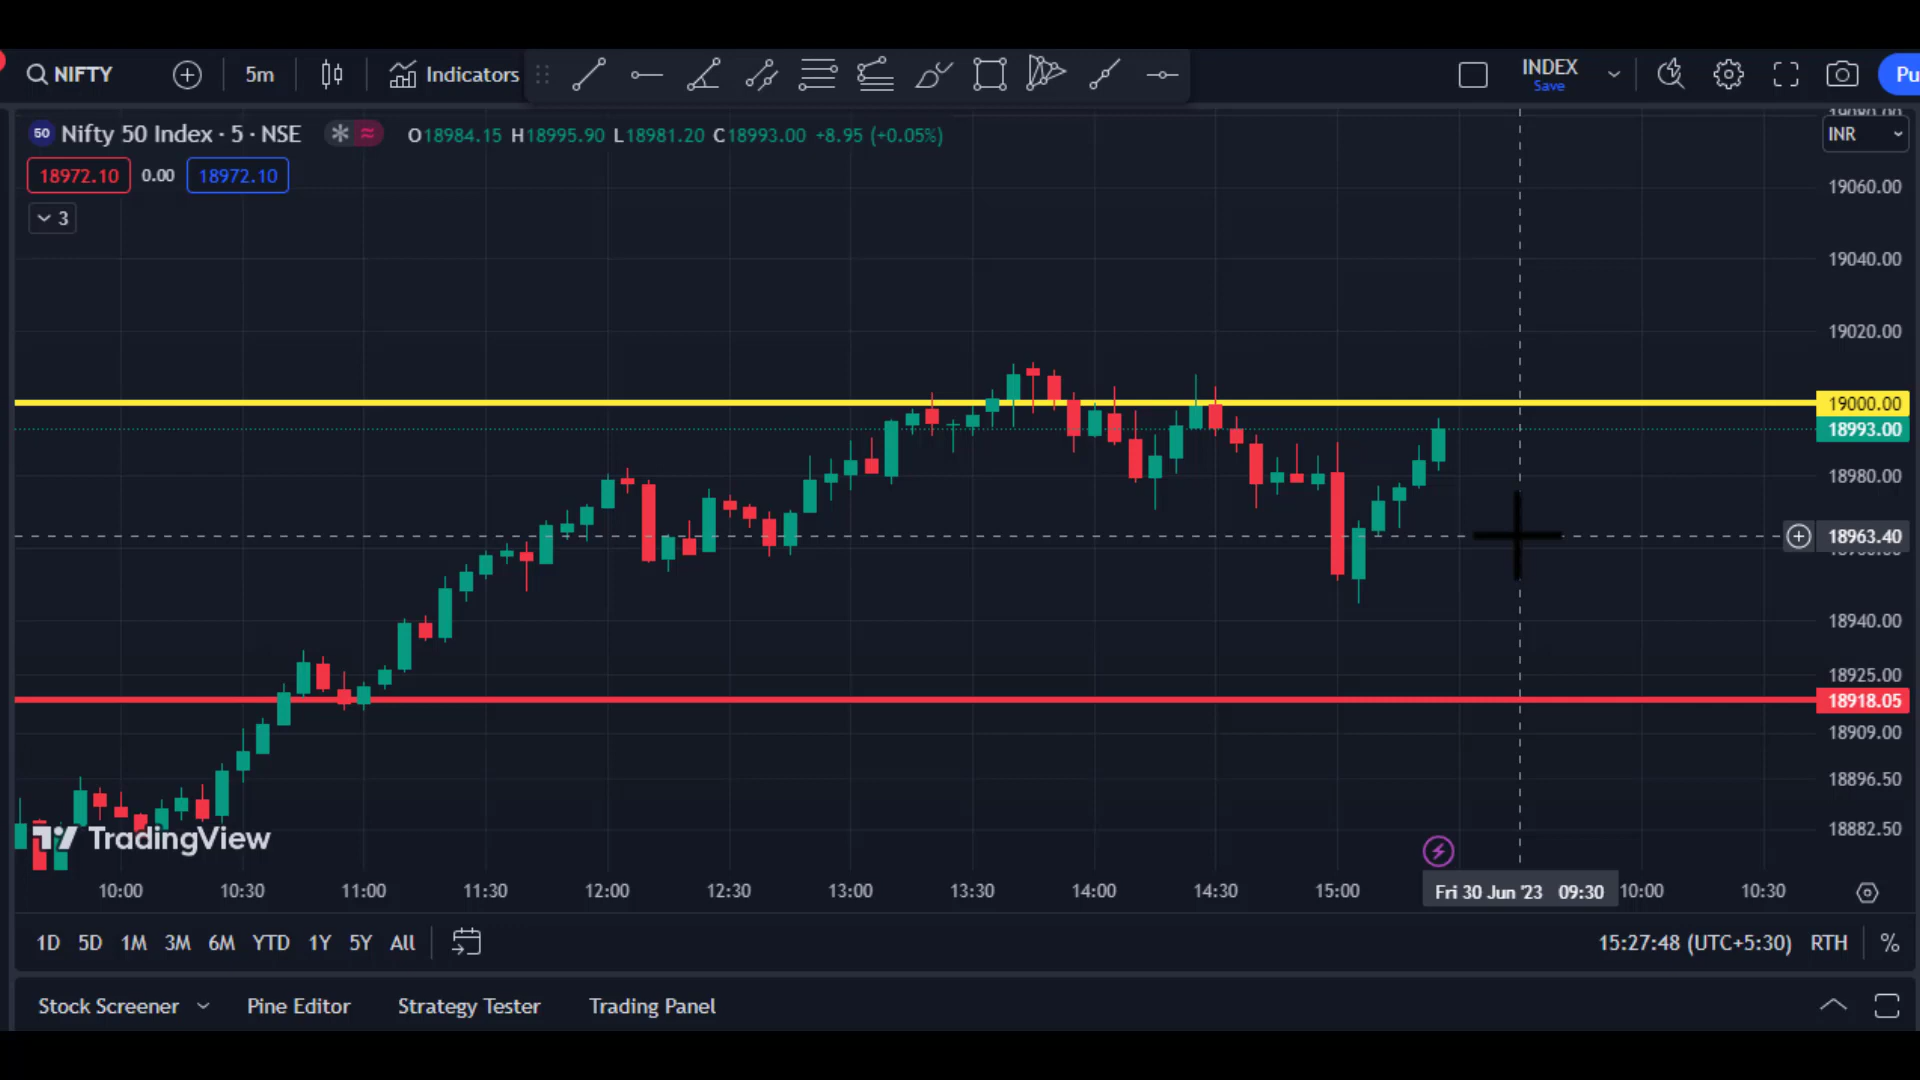 NIFTY 5m Indicators INDEX Save Pu
50 Nifty 50 Index · 5 · NSE O18984.15 H18995.90 L18981.20 C18993.00 +8.95 (+0.05%) INR
18972.10 0.00 18972.10
3
19060.00
19040.00
19020.00
19000.00
18993.00
18980.00
18963.40
18940.00
18925.00
18918.05
18909.00
18896.50
18882.50
TradingView
10:00 10:30 11:00 11:30 12:00 12:30 13:00 13:30 14:00 14:30 15:00 Fri 30 Jun '23 09:30 10:00 10:30
1D 5D 1M 3M 6M YTD 1Y 5Y All 15:27:48 (UTC+5:30) RTH %
Stock Screener Pine Editor Strategy Tester Trading Panel